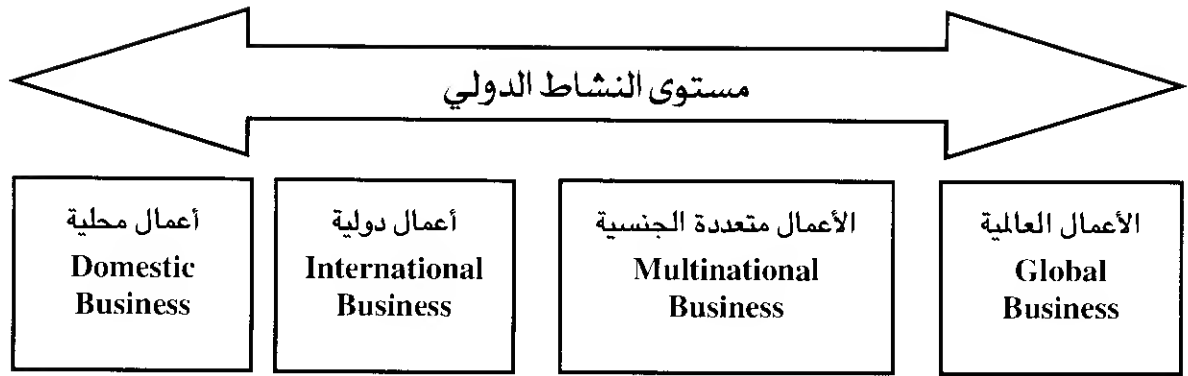 مستوى النشاط الدولي
أعمال محلية
Domestic
Business
أعمال دولية
International
Business
الأعمال متعددة الجنسية
Multinational
Business
الأعمال العالمية
Global
Business